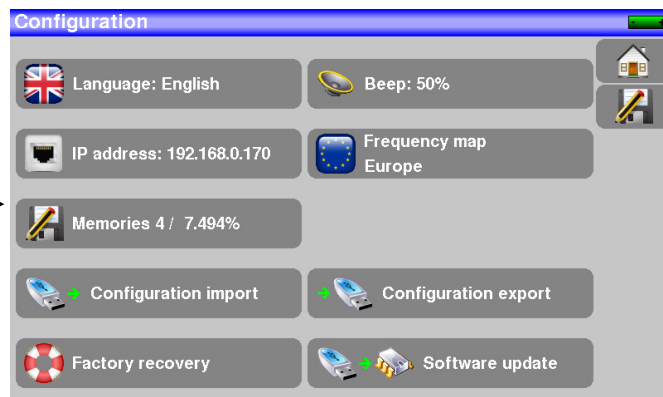 Configuration
Language: English
Beep: 50%
IP address: 192.168.0.170
Frequency map
Europe
Memories 4 / 7.494%
Configuration import
Configuration export
Factory recovery
Software update